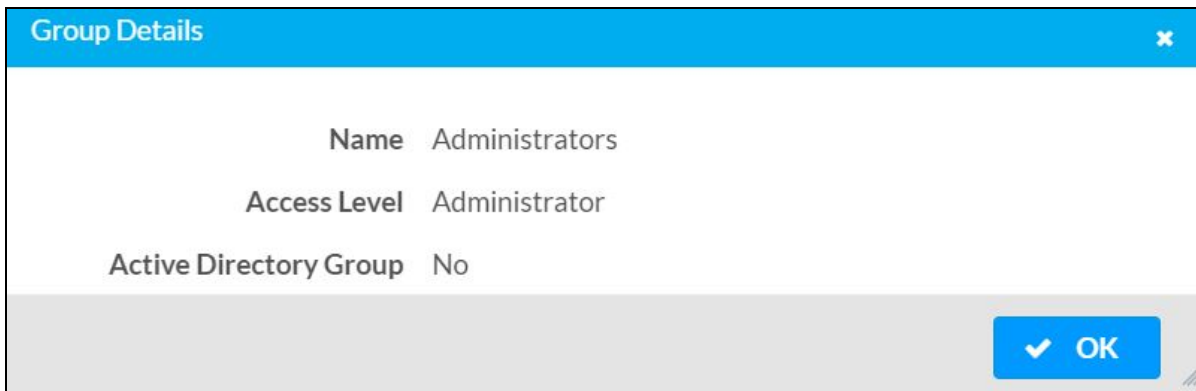 Group Details
Name Administrators
Access Level Administrator
Active Directory Group No
OK